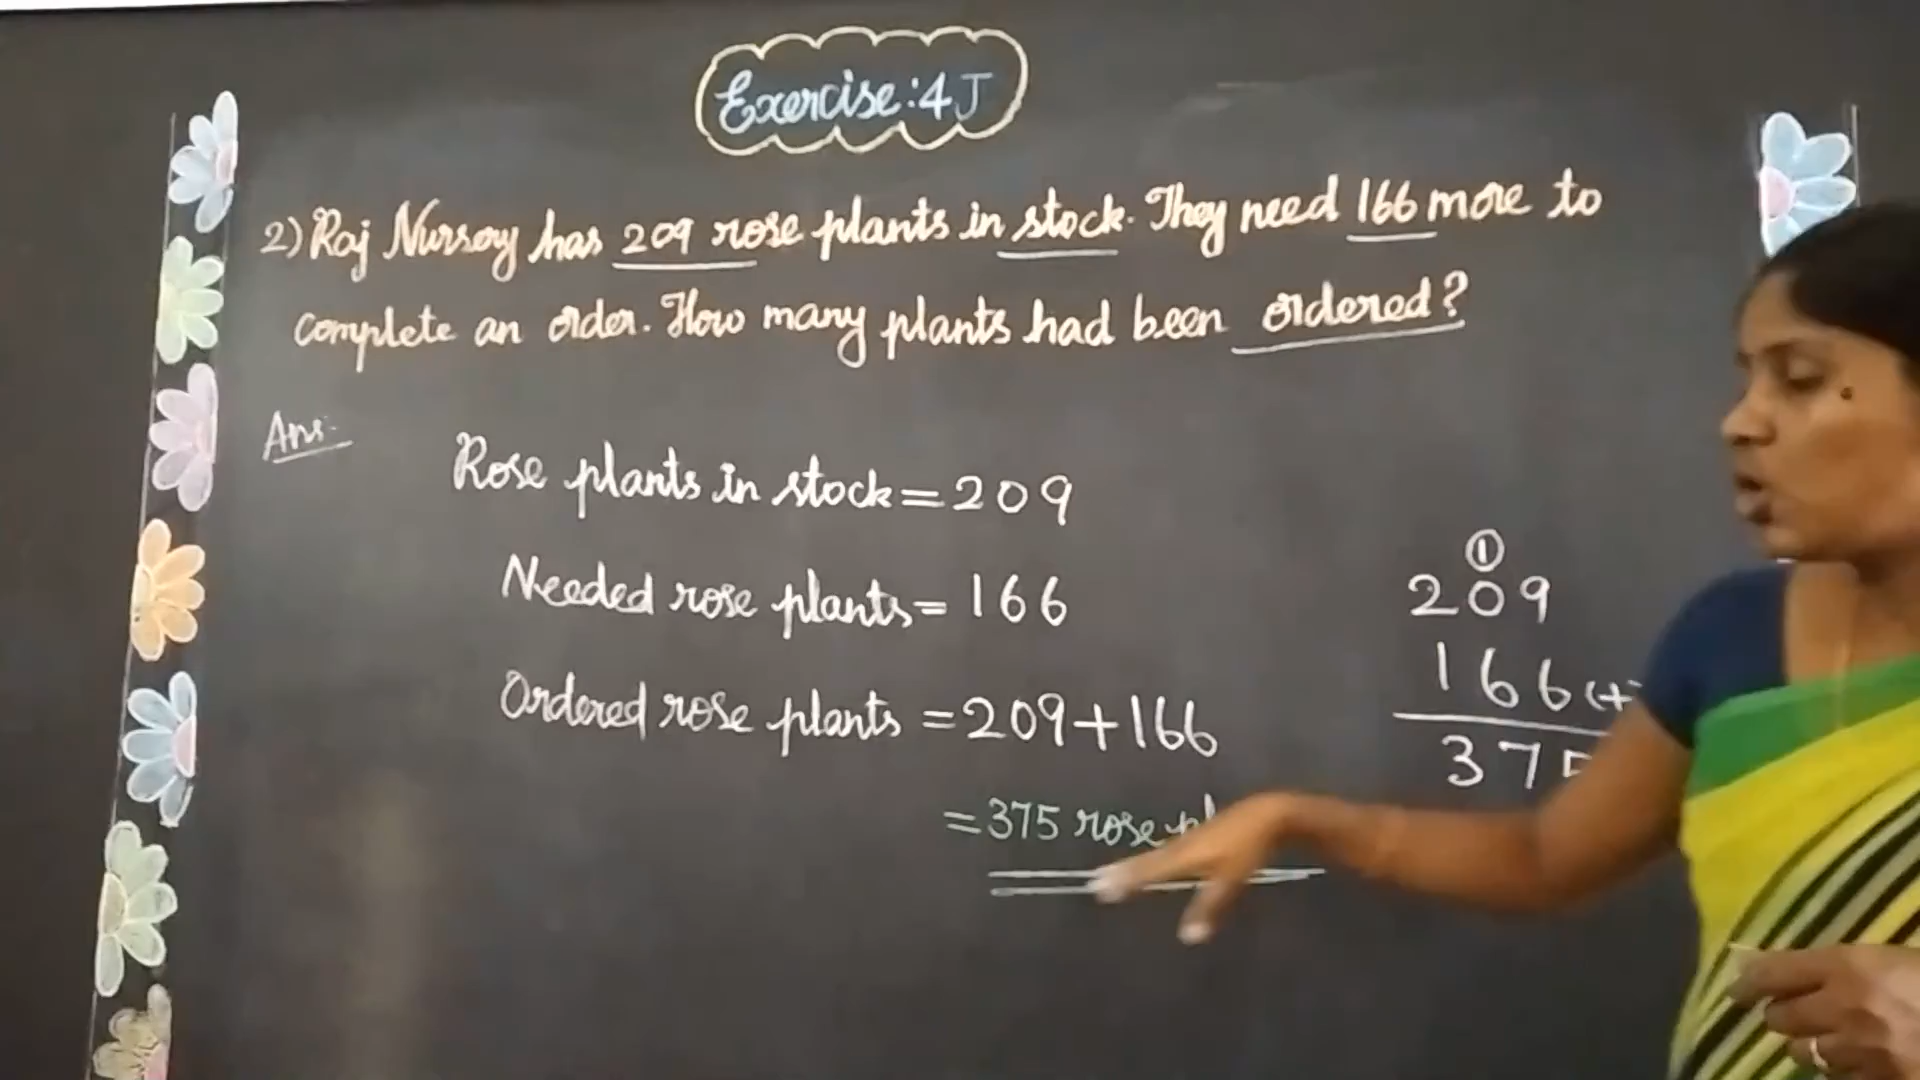 Exercise:4J
2) Raj Nursery has 209 rose plants in stock. They need 166 more to
complete an order. How many plants had been ordered?
Ans:-
Rose plants in stock = 209
Needed rose plants = 166
Ordered rose plants = 209+166
= 375 rose
1
209
166(+)
375